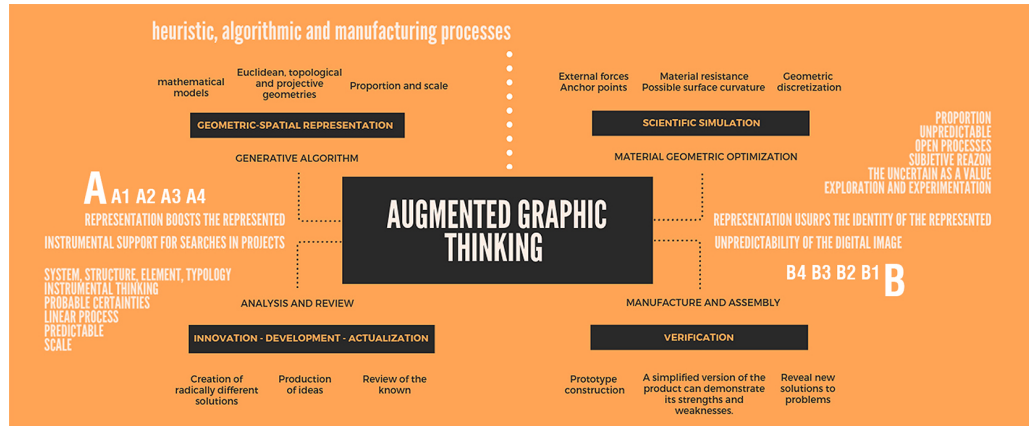 heuristic, algorithmic and manufacturing processes
mathematical
models
Euclidean, topological
and projective
geometries
Proportion and scale
GEOMETRIC-SPATIAL REPRESENTATION
GENERATIVE ALGORITHM
External forces
Anchor points
Material resistance
Possible surface curvature
Geometric
discretization
SCIENTIFIC SIMULATION
MATERIAL GEOMETRIC OPTIMIZATION
PROPORTION
UNPREDICTABLE
OPEN PROCESSES
SUBJETIVE REAZON
THE UNCERTAIN AS A VALUE
EXPLORATION AND EXPERIMENTATION
A A1 A2 A3 A4
REPRESENTATION BOOSTS THE REPRESENTED
INSTRUMENTAL SUPPORT FOR SEARCHES IN PROJECTS
AUGMENTED GRAPHIC
THINKING
REPRESENTATION USURPS THE IDENTITY OF THE REPRESENTED
UNPREDICTABILITY OF THE DIGITAL IMAGE
B4 B3 B2 B1 B
SYSTEM, STRUCTURE, ELEMENT, TYPOLOGY
INSTRUMENTAL THINKING
PROBABLE CERTAINTIES
LINEAR PROCESS
PREDICTABLE
SCALE
ANALYSIS AND REVIEW
INNOVATION - DEVELOPMENT - ACTUALIZATION
Creation of
radically different
solutions
Production
of ideas
Review of the
known
MANUFACTURE AND ASSEMBLY
VERIFICATION
Prototype
construction
A simplified version of the
product can demonstrate
its strengths and
weaknesses.
Reveal new
solutions to
problems